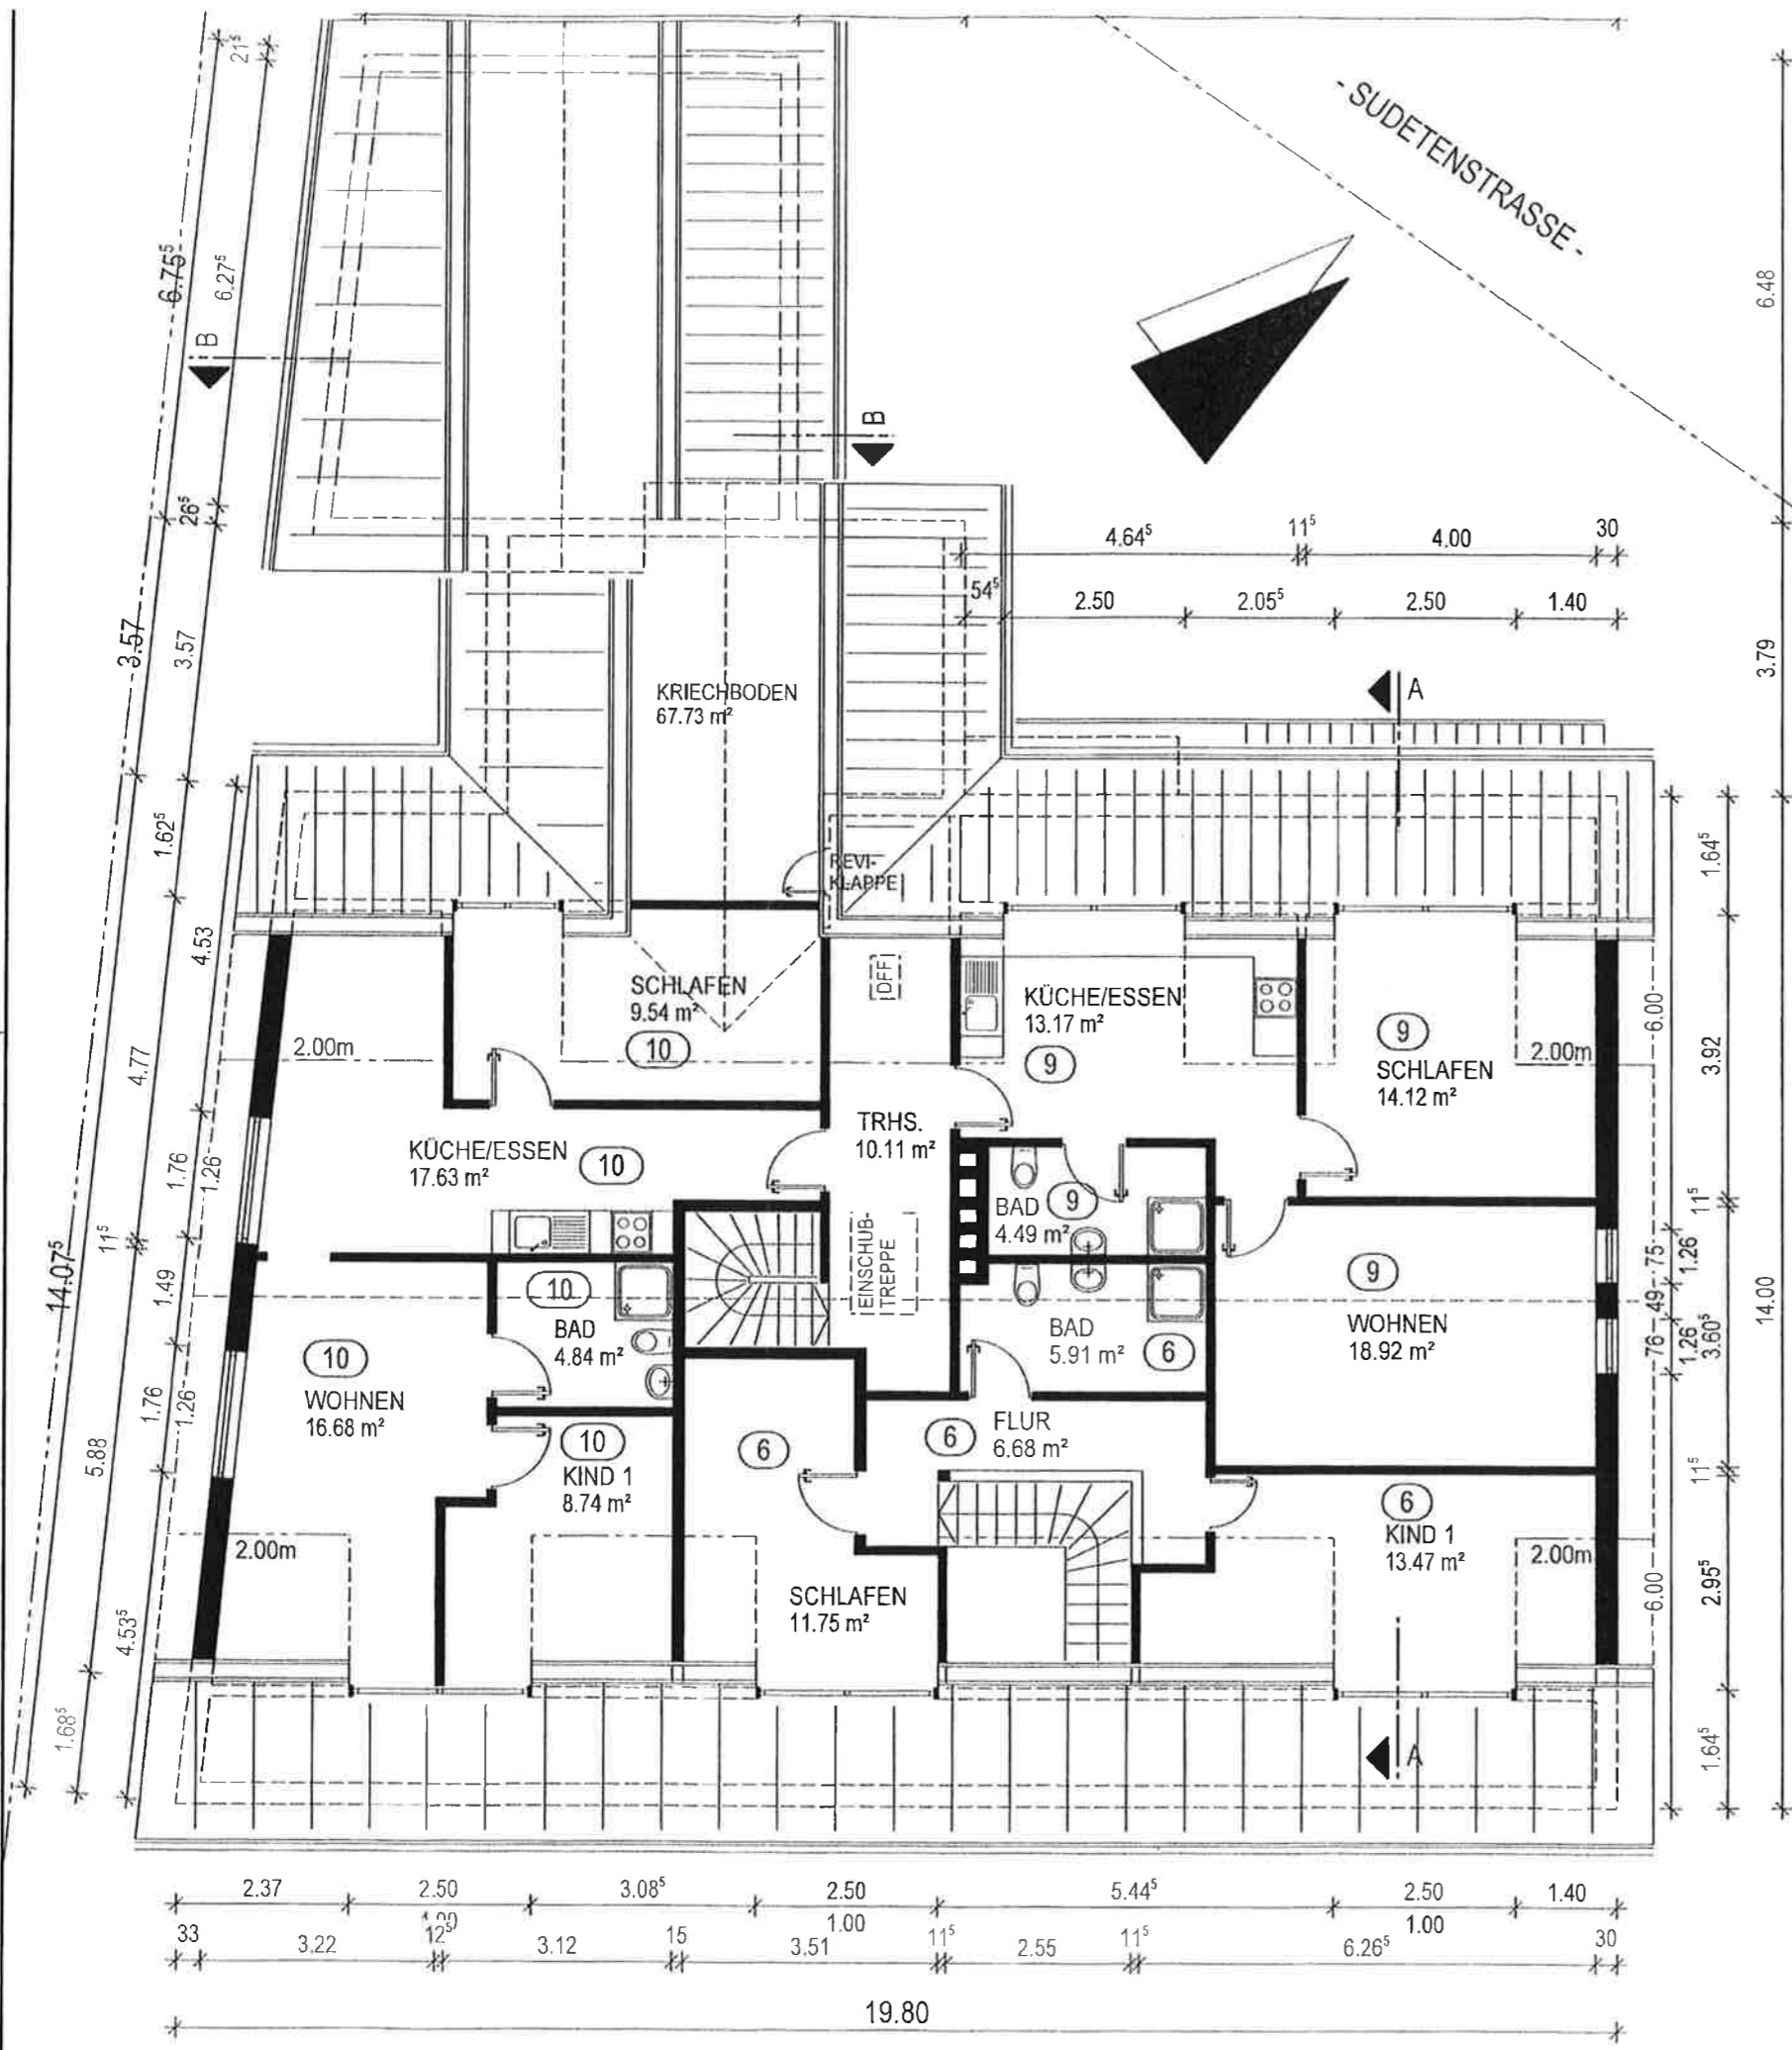 - SUDETENSTRASSE -
21⁵
6.75⁵
6.27⁵
B
B
26⁵
3.57
3.57
4.64⁵
11⁵
4.00
30
54⁵
2.50
2.05⁵
2.50
1.40
6.48
3.79
14.00
KRIECHBODEN
67.73 m²
A
REVI-
KLAPPE
1.62⁵
4.53
4.77
1.76
1.26
11⁵
14.07⁵
1.49
1.76
1.26
5.88
4.53⁵
1.68⁵
SCHLAFEN
9.54 m²
10
DFF
KÜCHE/ESSEN
13.17 m²
9
9
SCHLAFEN
14.12 m²
2.00m
2.00m
TRHS.
10.11 m²
KÜCHE/ESSEN
17.63 m²
10
BAD
4.49 m²
9
EINSCHUB-
TREPPE
10
BAD
4.84 m²
9
WOHNEN
18.92 m²
BAD
5.91 m²
6
10
WOHNEN
16.68 m²
10
KIND 1
8.74 m²
6
6
FLUR
6.68 m²
6
KIND 1
13.47 m²
2.00m
2.00m
SCHLAFEN
11.75 m²
A
1.64⁵
6.00
3.92
11⁵
75
1.26
49
76
1.26
3.60⁵
11⁵
6.00
2.95⁵
1.64⁵
2.37
2.50
3.08⁵
2.50
5.44⁵
2.50
1.40
1.00
1.00
33
3.22
12⁵
3.12
15
3.51
11⁵
2.55
11⁵
6.26⁵
30
19.80